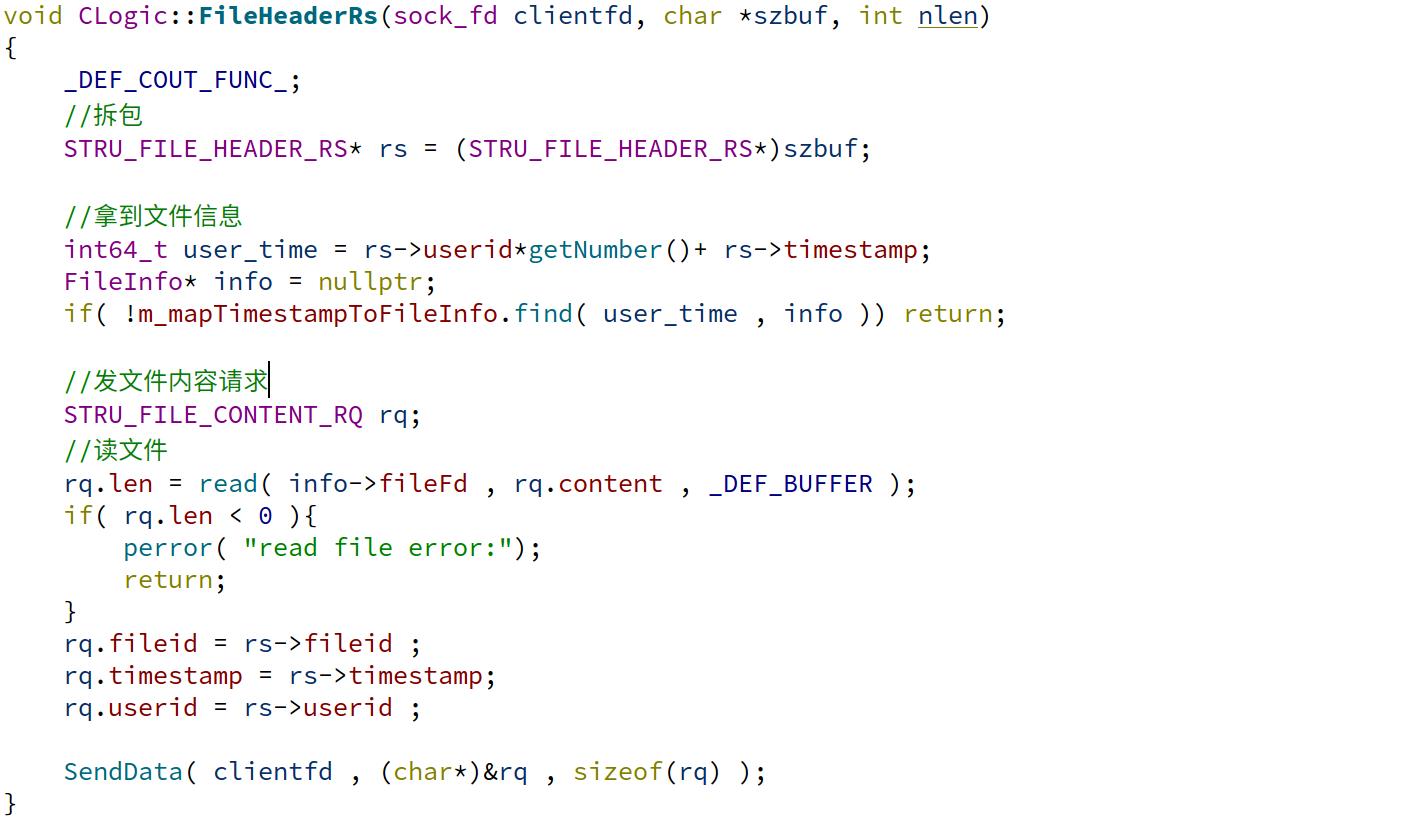 void CLogic::FileHeaderRs(sock_fd clientfd, char *szbuf, int nlen)
{
    _DEF_COUT_FUNC_;
    //拆包
    STRU_FILE_HEADER_RS* rs = (STRU_FILE_HEADER_RS*)szbuf;

    //拿到文件信息
    int64_t user_time = rs->userid*getNumber()+ rs->timestamp;
    FileInfo* info = nullptr;
    if( !m_mapTimestampToFileInfo.find( user_time , info )) return;

    //发文件内容请求
    STRU_FILE_CONTENT_RQ rq;
    //读文件
    rq.len = read( info->fileFd , rq.content , _DEF_BUFFER );
    if( rq.len < 0 ){
        perror( "read file error:");
        return;
    }
    rq.fileid = rs->fileid ;
    rq.timestamp = rs->timestamp;
    rq.userid = rs->userid ;

    SendData( clientfd , (char*)&rq , sizeof(rq) );
}